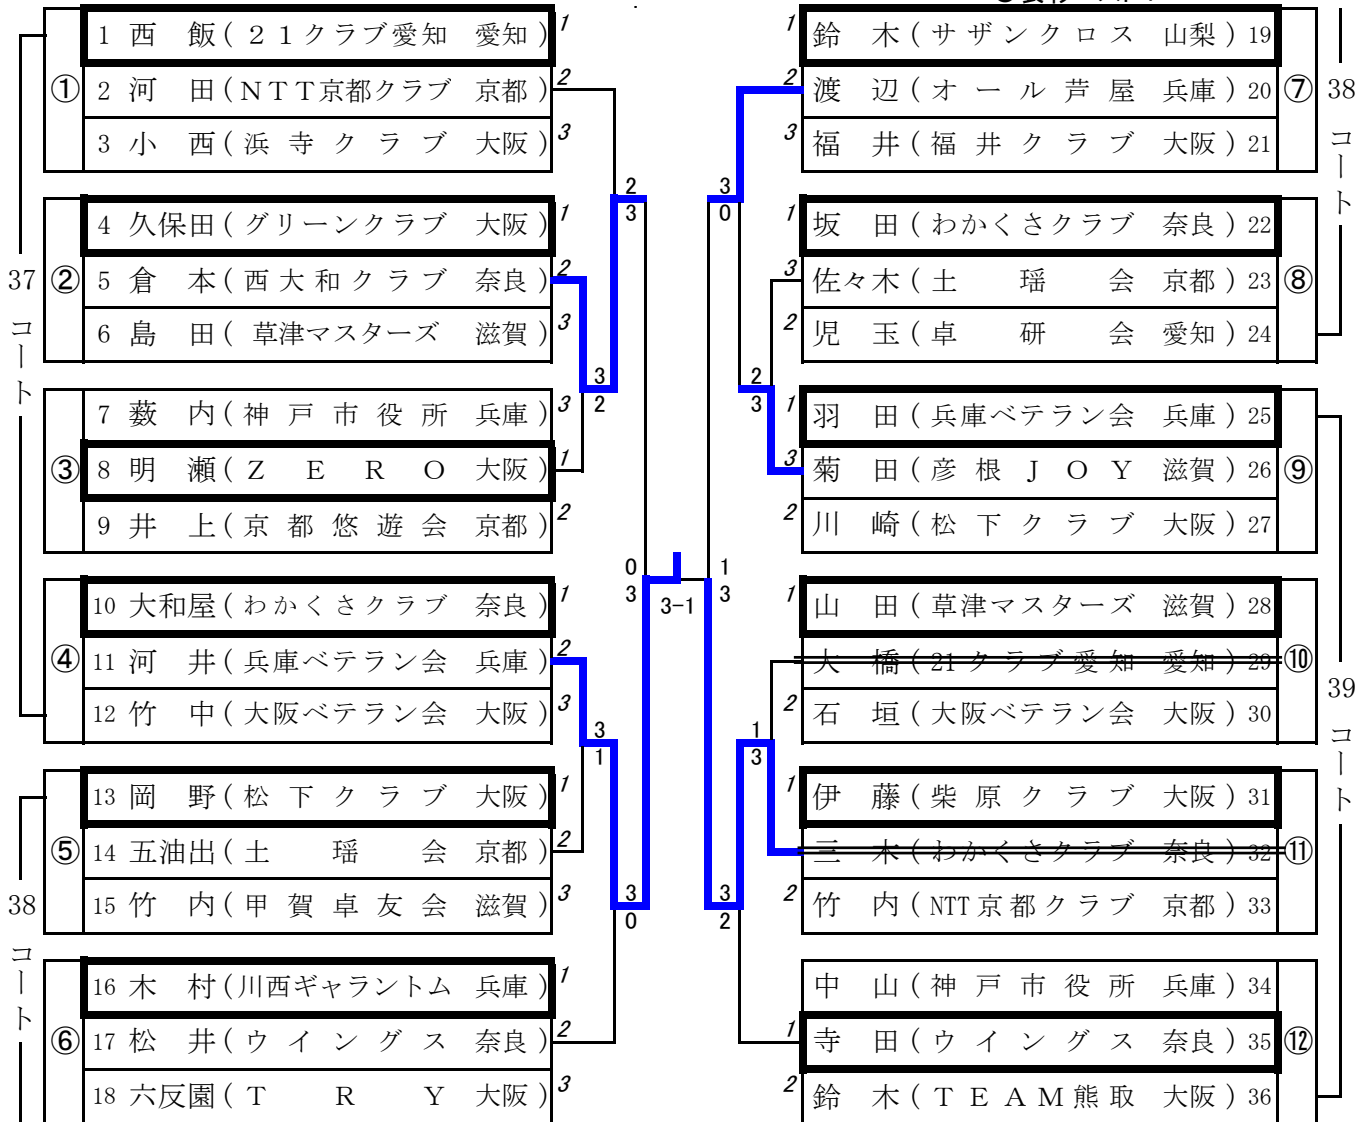 1 西　飯(２１クラブ愛知 愛知) 1
① 2 河　田(ＮＴＴ京都クラブ 京都) 2
3 小　西(浜寺クラブ 大阪) 3
4 久保田(グリーンクラブ 大阪) 1
37 コート ② 5 倉　本(西大和クラブ 奈良) 2
6 島　田(草津マスターズ 滋賀) 3
7 薮　内(神戸市役所 兵庫) 3
③ 8 明　瀬(ＺＥＲＯ 大阪) 1
9 井　上(京都悠遊会 京都) 2
10 大和屋(わかくさクラブ 奈良) 1
④ 11 河　井(兵庫ベテラン会 兵庫) 2
12 竹　中(大阪ベテラン会 大阪) 3
13 岡　野(松下クラブ 大阪) 1
⑤ 14 五油出(土瑶会 京都) 2
38 コート 15 竹　内(甲賀卓友会 滋賀) 3
16 木　村(川西ギャラントム 兵庫) 1
⑥ 17 松　井(ウイングス 奈良) 2
18 六反園(ＴＲＹ 大阪) 3
2
3
3
2
0
3
3
1
3
0
3-1
3
0
2
3
1
3
1
3
3
2
1 鈴　木(サザンクロス 山梨) 19
2 渡　辺(オール芦屋 兵庫) 20 ⑦ 38 コート
3 福　井(福井クラブ 大阪) 21
1 坂　田(わかくさクラブ 奈良) 22
3 佐々木(土瑶会 京都) 23 ⑧
2 児　玉(卓研会 愛知) 24
1 羽　田(兵庫ベテラン会 兵庫) 25
3 菊　田(彦根ＪＯＹ 滋賀) 26 ⑨
2 川　崎(松下クラブ 大阪) 27
1 山　田(草津マスターズ 滋賀) 28
大　橋(21クラブ愛知 愛知) 29 ⑩
2 石　垣(大阪ベテラン会 大阪) 30 39 コート
1 伊　藤(柴原クラブ 大阪) 31
三　木(わかくさクラブ 奈良) 32 ⑪
2 竹　内(NTT京都クラブ 京都) 33
中　山(神戸市役所 兵庫) 34
1 寺　田(ウイングス 奈良) 35 ⑫
2 鈴　木(ＴＥＡＭ熊取 大阪) 36